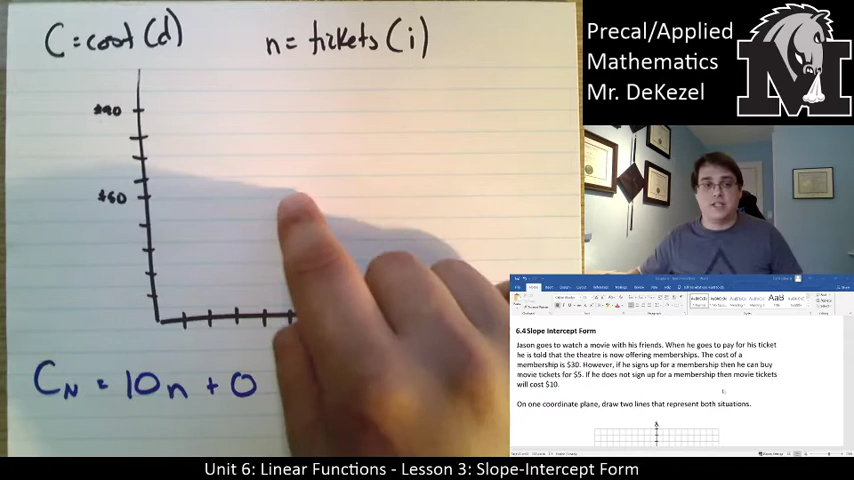 C = cost (d)
n = tickets (i)
$90
C_N = 10n + 0
Precal/Applied
Mathematics
Mr. DeKezel
M
6.4 Slope Intercept Form
Jason goes to watch a movie with his friends. When he goes to pay for his ticket
he is told that the theatre is now offering memberships. The cost of a
membership is $30. However, if he signs up for a membership then he can buy
movie tickets for $5. If he does not sign up for a membership then movie tickets
will cost $10.
On one coordinate plane, draw two lines that represent both situations.
Unit 6: Linear Functions - Lesson 3: Slope-Intercept Form